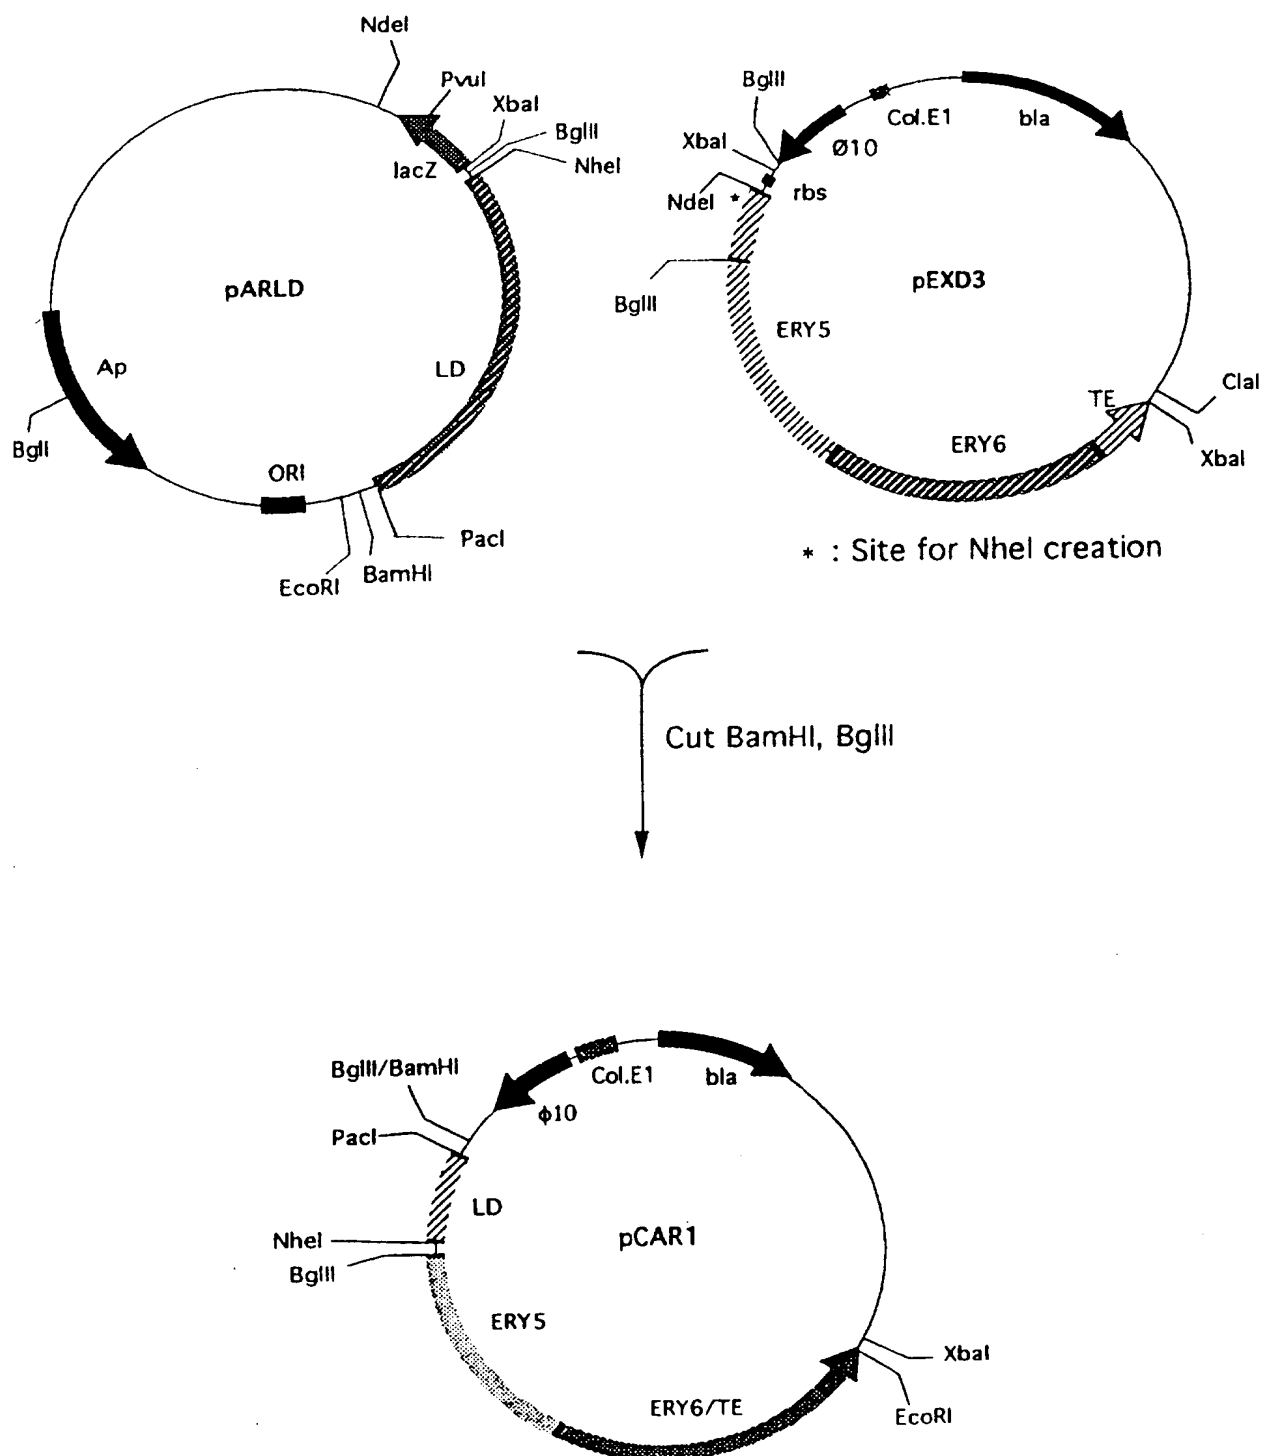 NdeI
PvuI
XbaI
BglII
NheI
lacZ
pARLD
Ap
LD
BglI
ORI
PacI
BamHI
EcoRI
BglII
Col.E1
bla
XbaI
Ø10
NdeI
*
rbs
pEXD3
BglII
ERY5
ClaI
TE
ERY6
XbaI
* : Site for NheI creation
Cut BamHI, BglII
BglII/BamHI
Col.E1
bla
ϕ10
PacI
LD
pCAR1
NheI
BglII
ERY5
XbaI
ERY6/TE
EcoRI